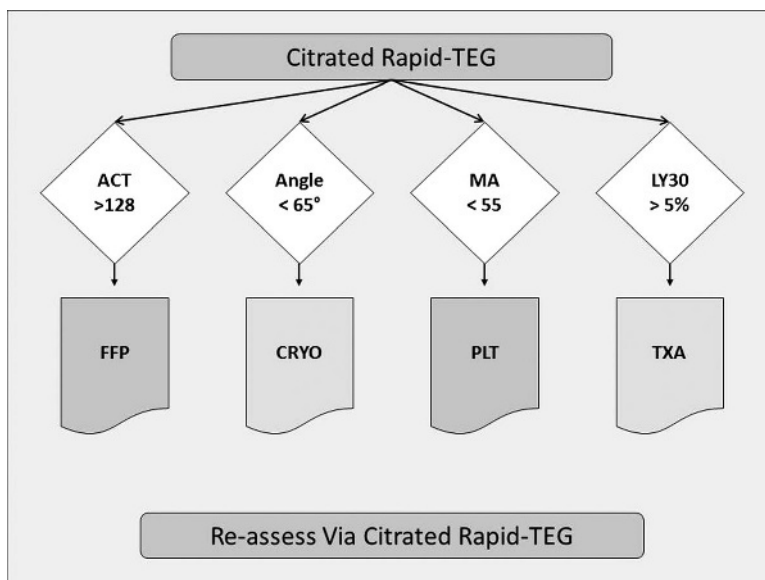 Citrated Rapid-TEG
ACT
>128
Angle
< 65°
MA
< 55
LY30
> 5%
FFP
CRYO
PLT
TXA
Re-assess Via Citrated Rapid-TEG